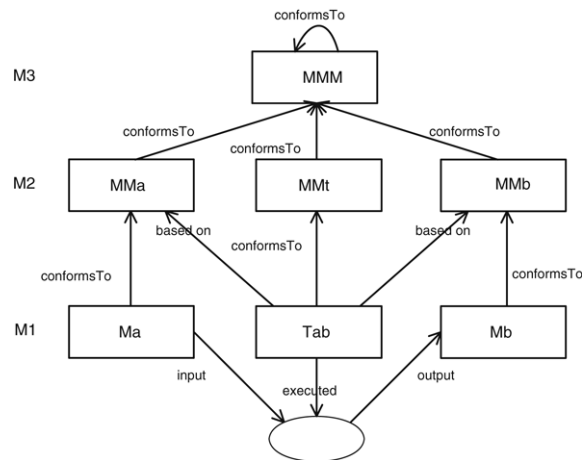 conformsTo
M3
MMM
conformsTo
conformsTo
conformsTo
M2
MMa
MMt
MMb
based on
conformsTo
based on
conformsTo
conformsTo
M1
Ma
Tab
Mb
input
executed
output